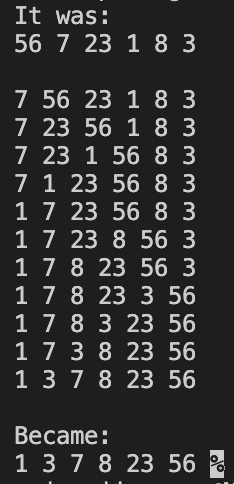 It was:
56 7 23 1 8 3
7 56 23 1 8 3
7 23 56 1 8 3
7 23 1 56 8 3
7 1 23 56 8 3
1 7 23 56 8 3
1 7 23 8 56 3
1 7 8 23 56 3
1 7 8 23 3 56
1 7 8 3 23 56
1 7 3 8 23 56
1 3 7 8 23 56
Became:
1 3 7 8 23 56 %